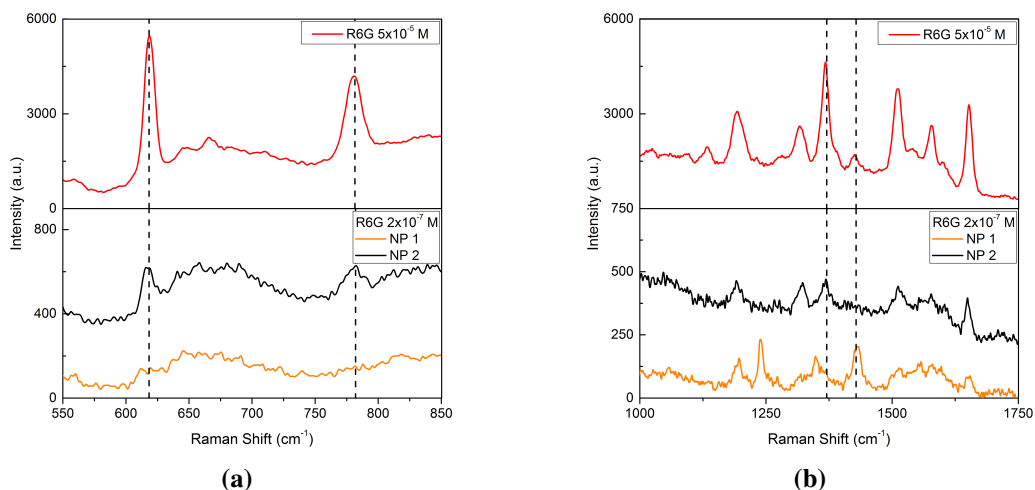 6000
R6G 5x10⁻⁵ M
3000
0
R6G 2x10⁻⁷ M
NP 1
NP 2
800
400
0
550 600 650 700 750 800 850
Intensity (a.u.)
Raman Shift (cm⁻¹)
(a)
6000
R6G 5x10⁻⁵ M
3000
750
R6G 2x10⁻⁷ M
NP 1
NP 2
500
250
0
1000 1250 1500 1750
Intensity (a.u.)
Raman Shift (cm⁻¹)
(b)